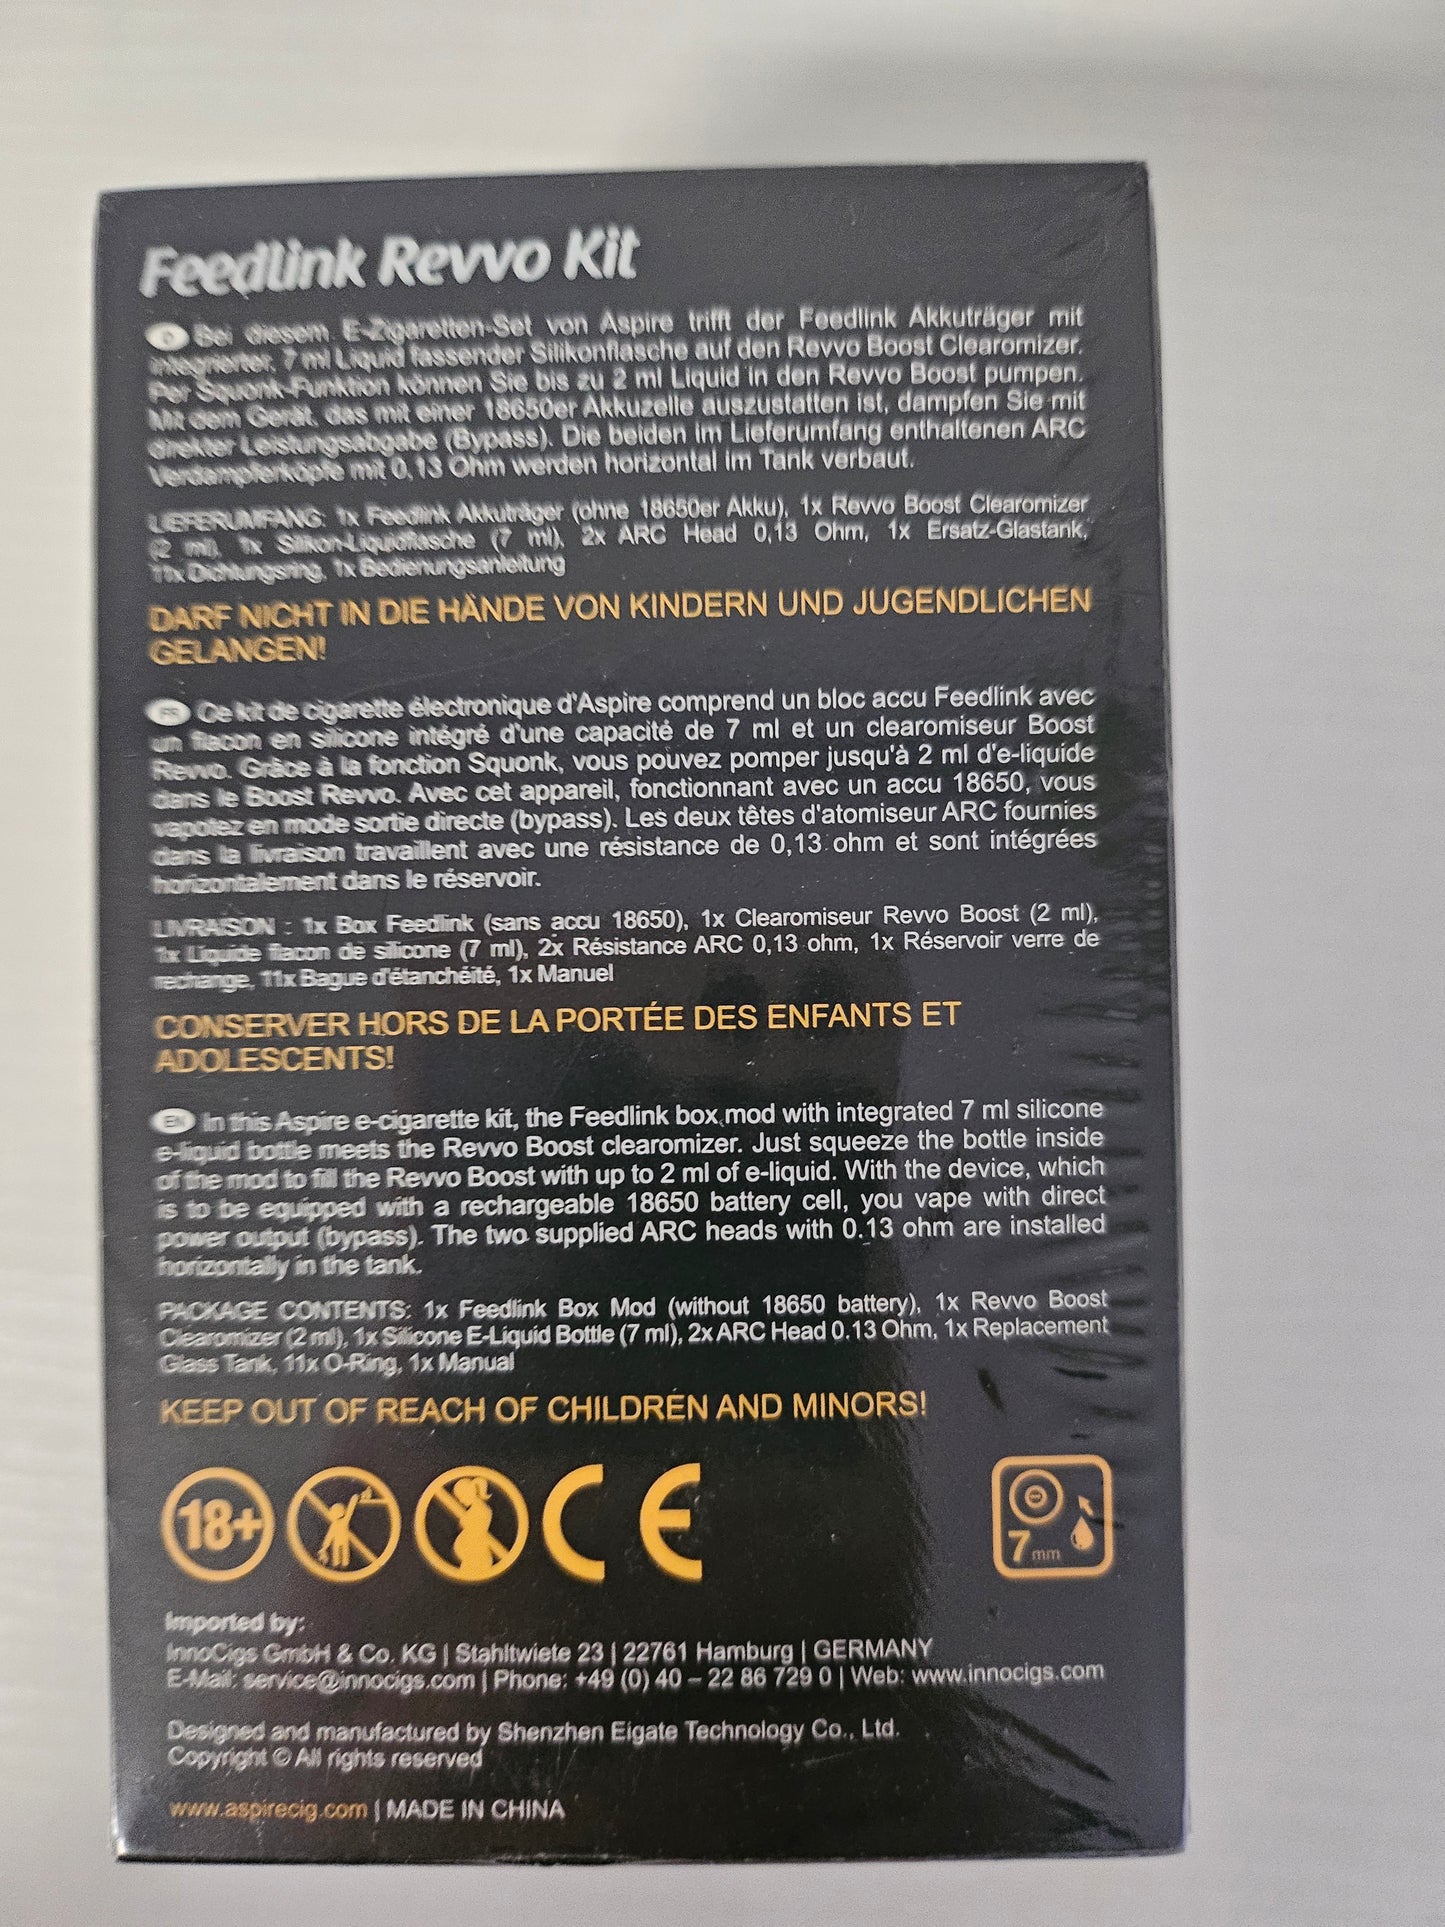 Feedlink Revvo Kit
D Bei diesem E-Zigaretten-Set von Aspire trifft der Feedlink Akkuträger mit
integrierter, 7 ml Liquid fassender Silikonflasche auf den Revvo Boost Clearomizer.
Per Squonk-Funktion können Sie bis zu 2 ml Liquid in den Revvo Boost pumpen.
Mit dem Gerät, das mit einer 18650er Akkuzelle auszustatten ist, dampfen Sie mit
direkter Leistungsabgabe (Bypass). Die beiden im Lieferumfang enthaltenen ARC
Verdampferköpfe mit 0,13 Ohm werden horizontal im Tank verbaut.
LIEFERUMFANG: 1x Feedlink Akkuträger (ohne 18650er Akku), 1x Revvo Boost Clearomizer
(2 ml), 1x Silikon-Liquidflasche (7 ml), 2x ARC Head 0,13 Ohm, 1x Ersatz-Glastank,
11x Dichtungsring, 1x Bedienungsanleitung
DARF NICHT IN DIE HÄNDE VON KINDERN UND JUGENDLICHEN
GELANGEN!
Ce kit de cigarette électronique d'Aspire comprend un bloc accu Feedlink avec
un flacon en silicone intégré d'une capacité de 7 ml et un clearomiseur Boost
Revvo. Grâce à la fonction Squonk, vous pouvez pomper jusqu'à 2 ml d'e-liquide
dans le Boost Revvo. Avec cet appareil, fonctionnant avec un accu 18650, vous
vapotez en mode sortie directe (bypass). Les deux têtes d'atomiseur ARC fournies
dans la livraison travaillent avec une résistance de 0,13 ohm et sont intégrées
horizontalement dans le réservoir.
LIVRAISON : 1x Box Feedlink (sans accu 18650), 1x Clearomiseur Revvo Boost (2 ml),
1x Liquide flacon de silicone (7 ml), 2x Résistance ARC 0,13 ohm, 1x Réservoir verre de
rechange, 11x Bague d'étanchéité, 1x Manuel
CONSERVER HORS DE LA PORTÉE DES ENFANTS ET
ADOLESCENTS!
EN In this Aspire e-cigarette kit, the Feedlink box mod with integrated 7 ml silicone
e-liquid bottle meets the Revvo Boost clearomizer. Just squeeze the bottle inside
of the mod to fill the Revvo Boost with up to 2 ml of e-liquid. With the device, which
is to be equipped with a rechargeable 18650 battery cell, you vape with direct
power output (bypass). The two supplied ARC heads with 0.13 ohm are installed
horizontally in the tank.
PACKAGE CONTENTS: 1x Feedlink Box Mod (without 18650 battery), 1x Revvo Boost
Clearomizer (2 ml), 1x Silicone E-Liquid Bottle (7 ml), 2x ARC Head 0.13 Ohm, 1x Replacement
Glass Tank, 11x O-Ring, 1x Manual
KEEP OUT OF REACH OF CHILDREN AND MINORS!
18+ CE 7 mm
Imported by:
InnoCigs GmbH & Co. KG | Stahltwiete 23 | 22761 Hamburg | GERMANY
E-Mail: service@innocigs.com | Phone: +49 (0) 40 – 22 86 729 0 | Web: www.innocigs.com
Designed and manufactured by Shenzhen Eigate Technology Co., Ltd.
Copyright © All rights reserved
www.aspirecig.com | MADE IN CHINA